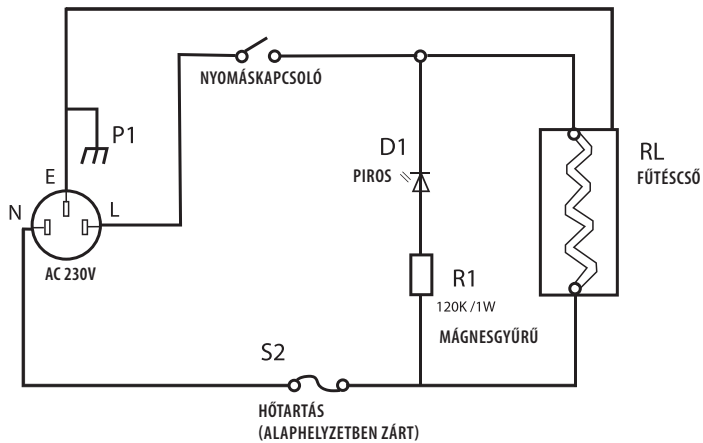 NYOMÁSKAPCSOLÓ
P1
D1
PIROS
RL
FŰTÉSCSŐ
E
N
L
AC 230V
R1
120K /1W
MÁGNESGYŰRŰ
S2
HŐTARTÁS
(ALAPHELYZETBEN ZÁRT)